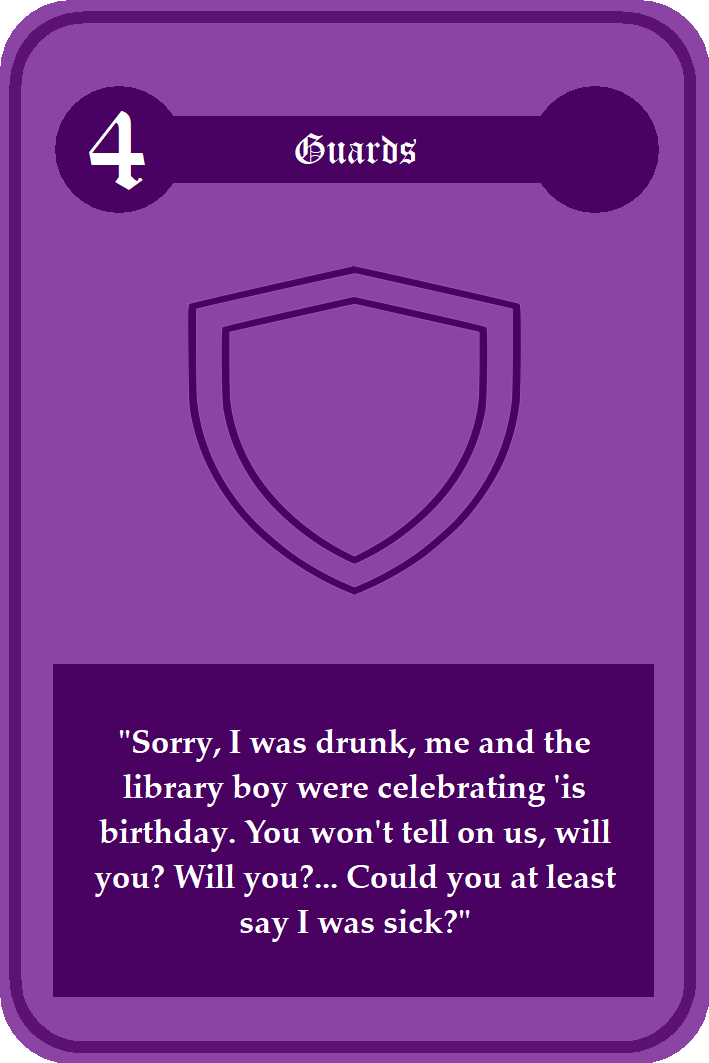 4
Guards
"Sorry, I was drunk, me and the
library boy were celebrating 'is
birthday. You won't tell on us, will
you? Will you?... Could you at least
say I was sick?"